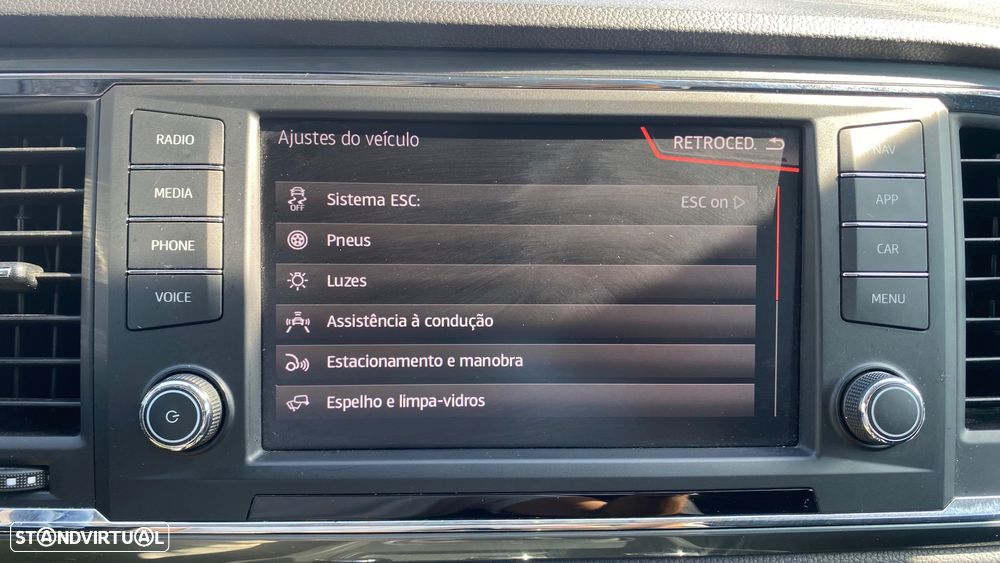 RADIO
MEDIA
PHONE
VOICE
Ajustes do veículo
RETROCED.
OFF
Sistema ESC:
ESC on
Pneus
Luzes
Assistência à condução
Estacionamento e manobra
Espelho e limpa-vidros
NAV
APP
CAR
MENU
STANDVIRTUAL